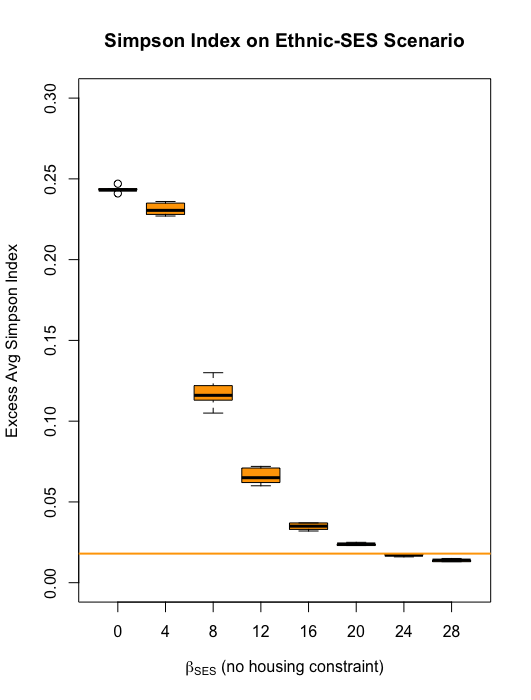 Simpson Index on Ethnic-SES Scenario
Excess Avg Simpson Index
0.30
0.25
0.20
0.15
0.10
0.05
0.00
0 4 8 12 16 20 24 28
βSES (no housing constraint)